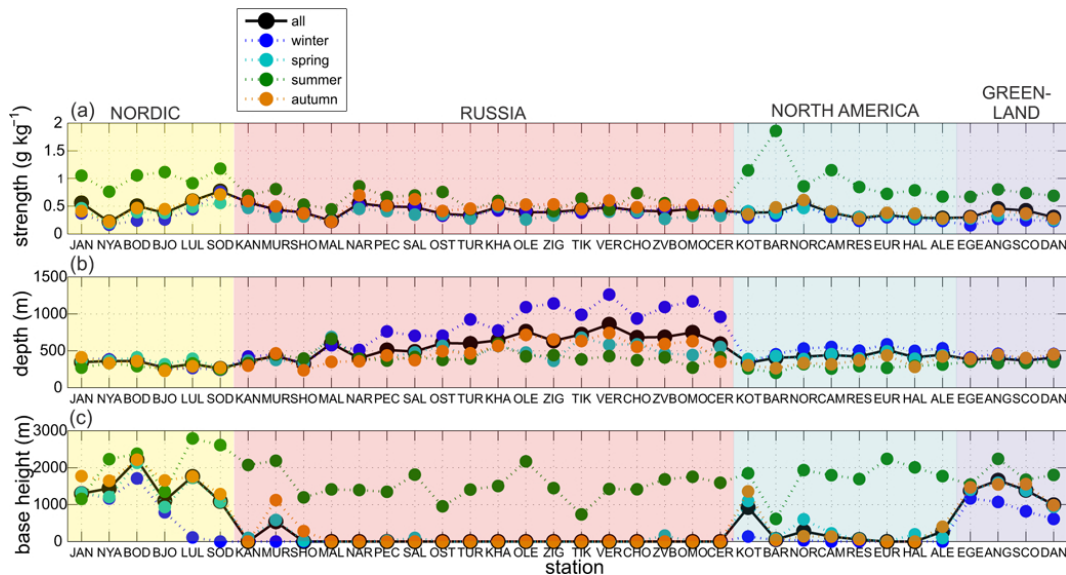 all
winter
spring
summer
autumn
(a)
NORDIC
RUSSIA
NORTH AMERICA
GREEN-
LAND
strength (g kg⁻¹)
2
1.5
1
0.5
0
JAN NYA BOD BJO LUL SOD KAN MUR SHO MAL NAR PEC SAL OST TUR KHA OLE ZIG TIK VER CHO ZVB OMO CER KOT BAR NOR CAM RES EUR HAL ALE EGE ANG SCO DAN
(b)
depth (m)
1500
1000
500
0
JAN NYA BOD BJO LUL SOD KAN MUR SHO MAL NAR PEC SAL OST TUR KHA OLE ZIG TIK VER CHO ZVB OMO CER KOT BAR NOR CAM RES EUR HAL ALE EGE ANG SCO DAN
(c)
base height (m)
3000
2000
1000
0
JAN NYA BOD BJO LUL SOD KAN MUR SHO MAL NAR PEC SAL OST TUR KHA OLE ZIG TIK VER CHO ZVB OMO CER KOT BAR NOR CAM RES EUR HAL ALE EGE ANG SCO DAN
station